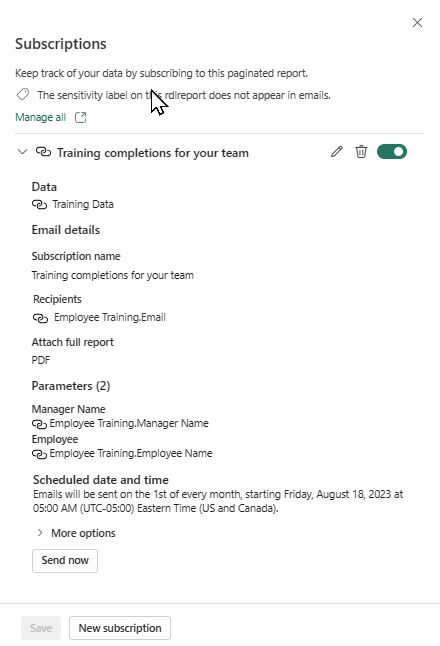 Subscriptions
Keep track of your data by subscribing to this paginated report.
The sensitivity label on this rdlreport does not appear in emails.
Manage all
Training completions for your team
Data
Training Data
Email details
Subscription name
Training completions for your team
Recipients
Employee Training.Email
Attach full report
PDF
Parameters (2)
Manager Name
Employee Training.Manager Name
Employee
Employee Training.Employee Name
Scheduled date and time
Emails will be sent on the 1st of every month, starting Friday, August 18, 2023 at
05:00 AM (UTC-05:00) Eastern Time (US and Canada).
More options
Send now
Save
New subscription